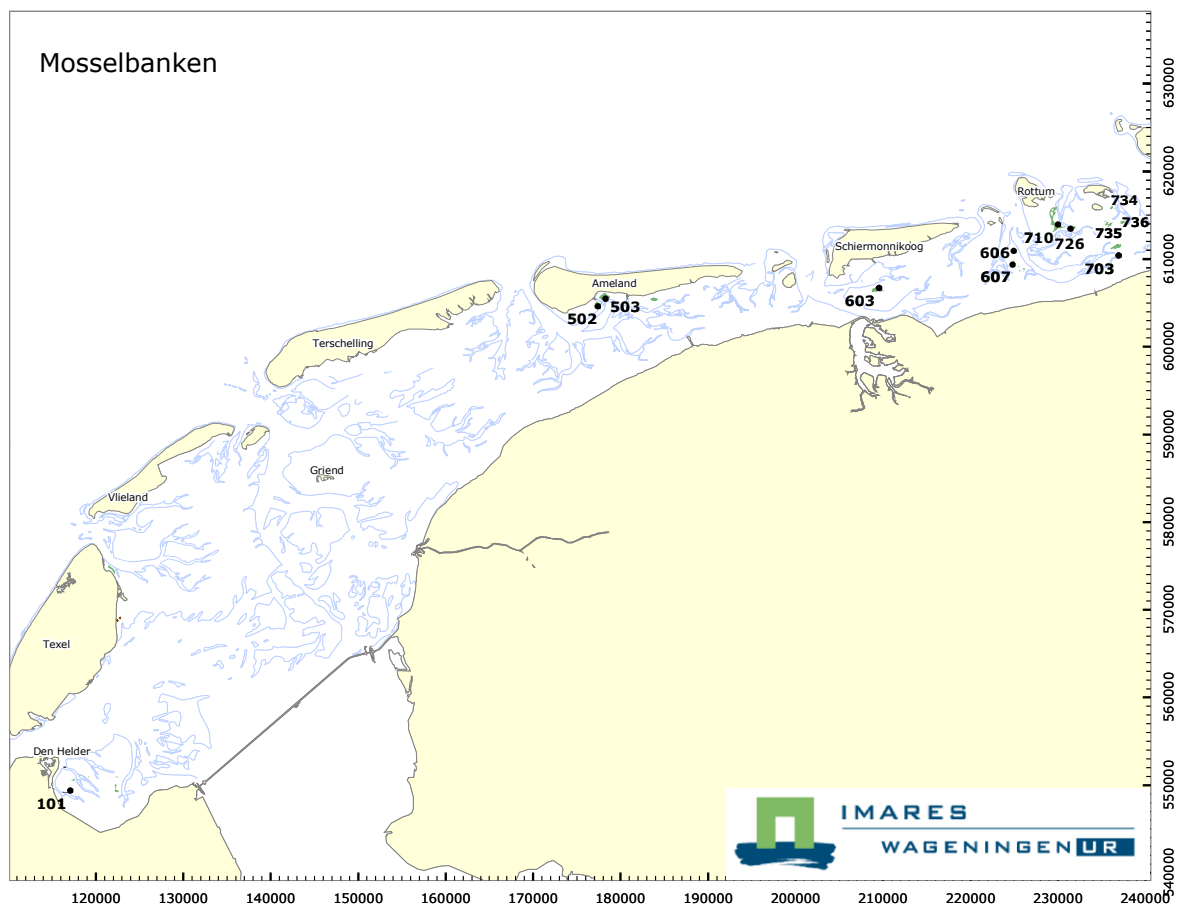 Mosselbanken
630000
620000
734
Rottum
736
735
710
726
Schiermonnikoog
606
610000
703
607
Ameland
603
503
502
600000
Terschelling
590000
Griend
Vlieland
580000
570000
Texel
560000
Den Helder
550000
101
IMARES
WAGENINGEN UR
540000
120000 130000 140000 150000 160000 170000 180000 190000 200000 210000 220000 230000 240000